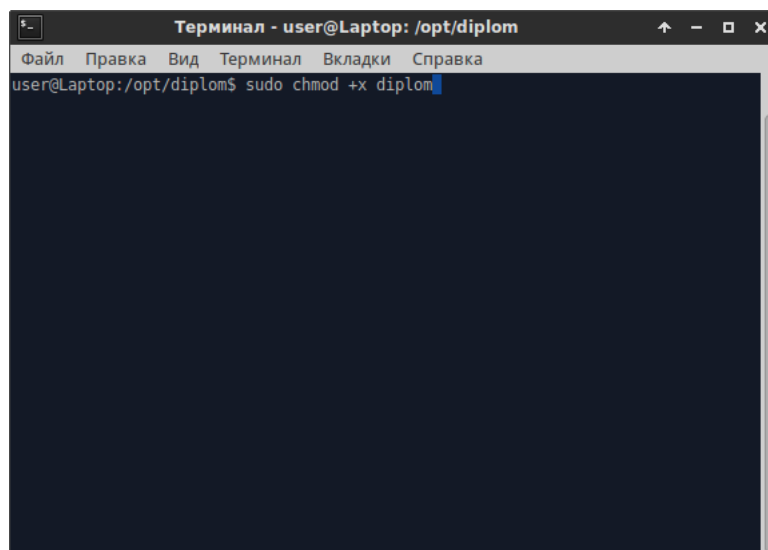 Терминал - user@Laptop: /opt/diplom
Файл Правка Вид Терминал Вкладки Справка
user@Laptop:/opt/diplom$ sudo chmod +x diplom